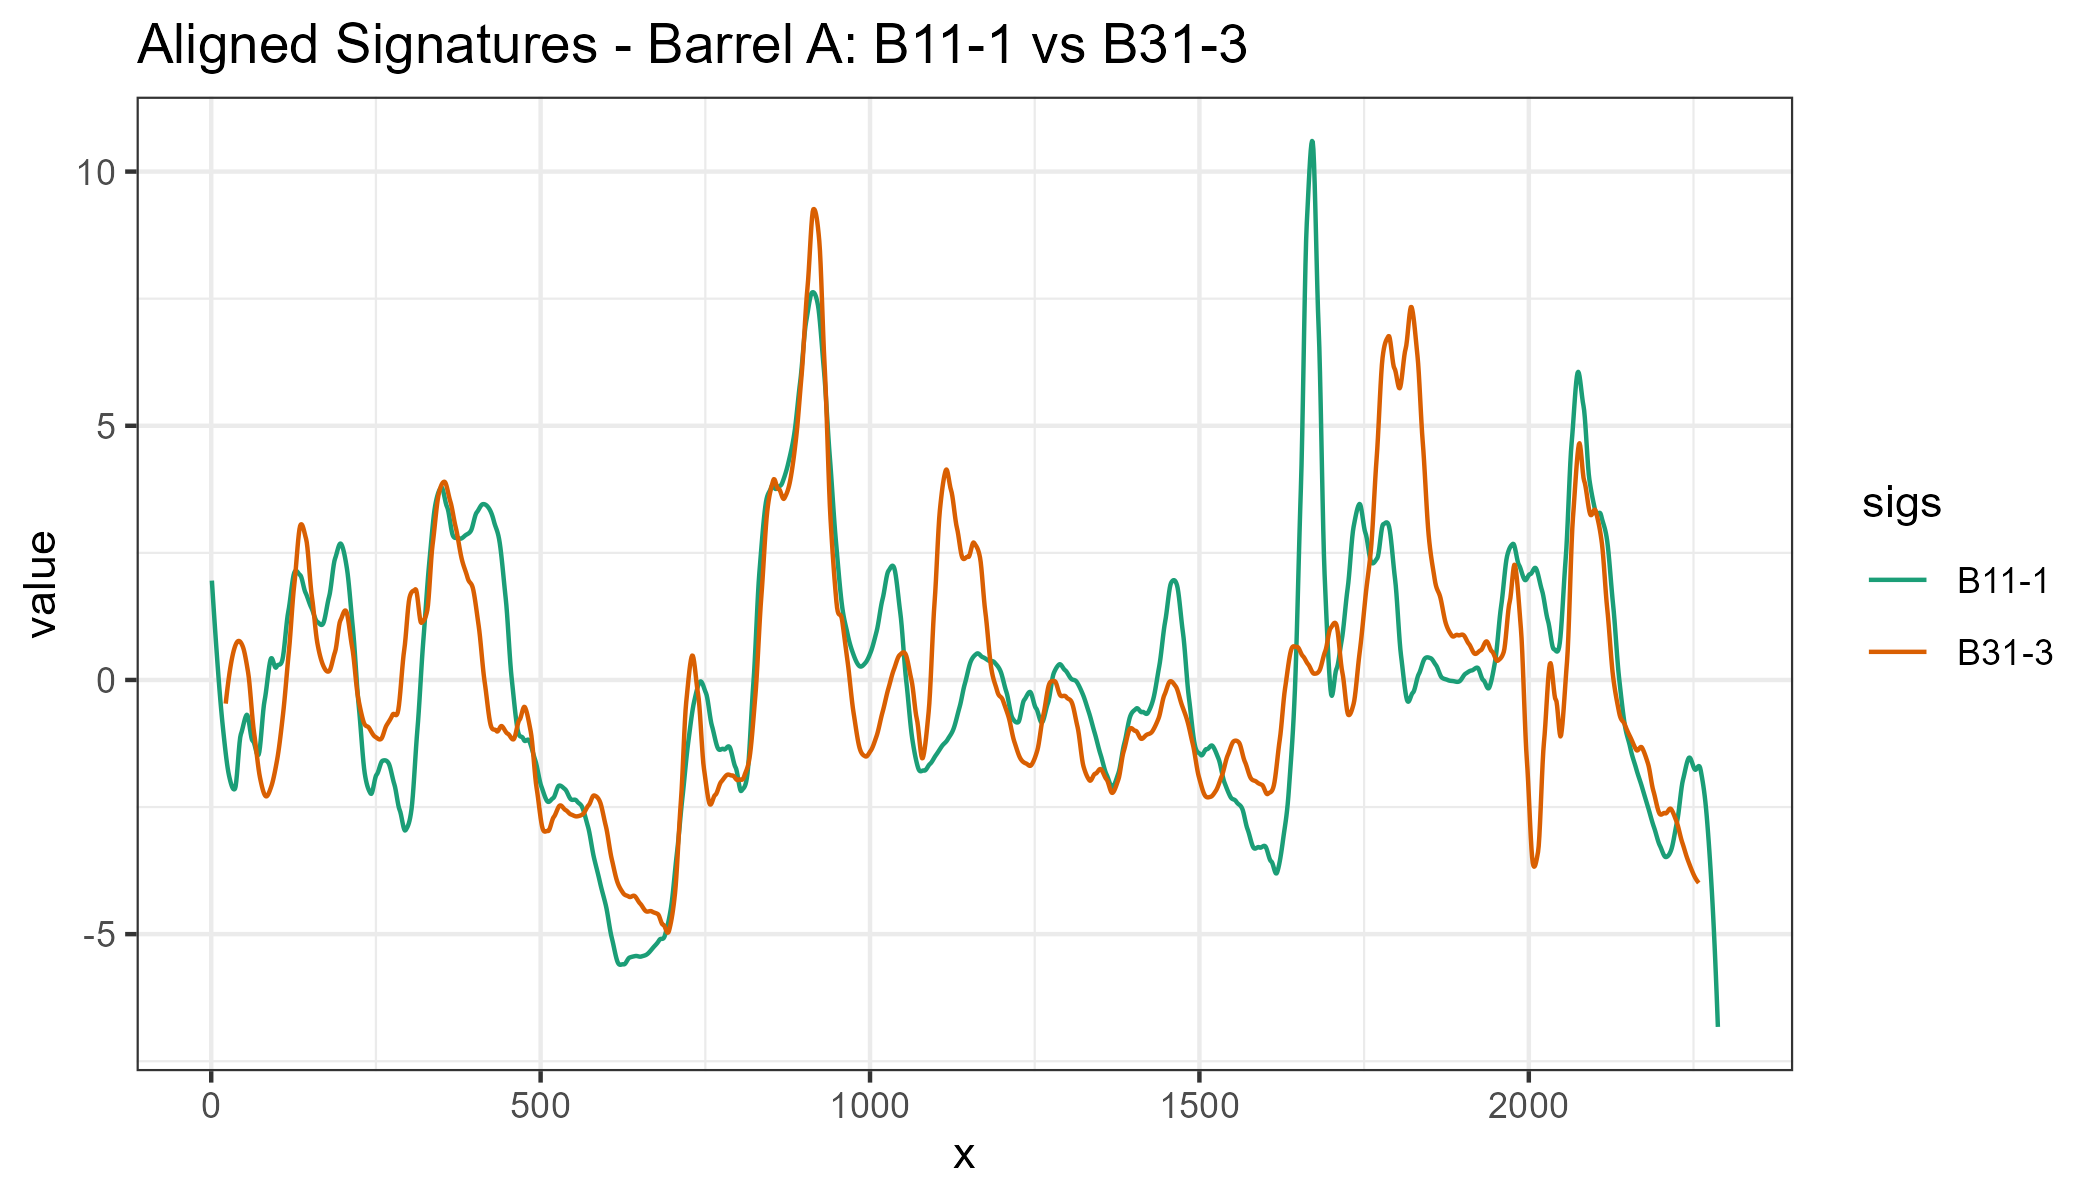 Aligned Signatures - Barrel A: B11-1 vs B31-3
value
10
5
0
-5
0 500 1000 1500 2000
x
sigs
B11-1
B31-3